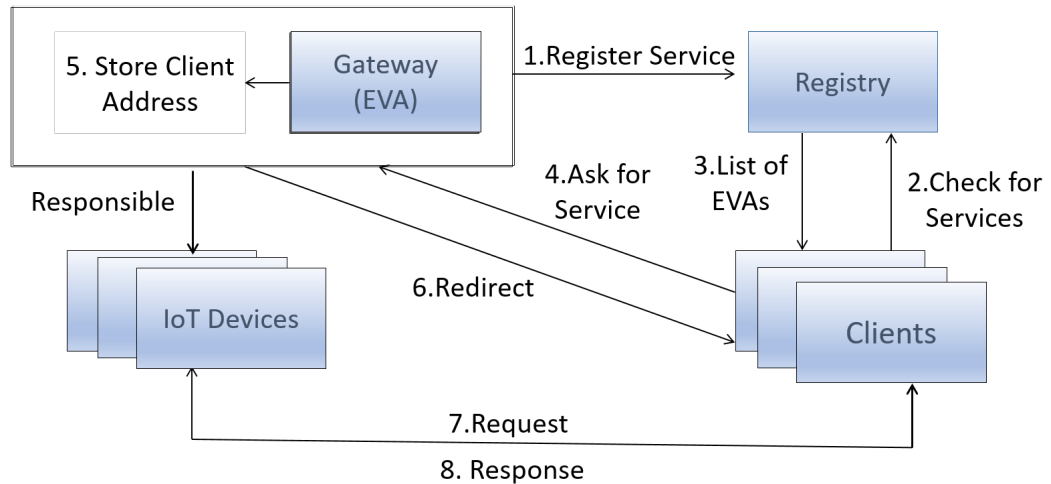 5. Store Client
Address
Gateway
(EVA)
1.Register Service
Registry
Responsible
4.Ask for
Service
3.List of
EVAs
2.Check for
Services
6.Redirect
IoT Devices
Clients
7.Request
8. Response